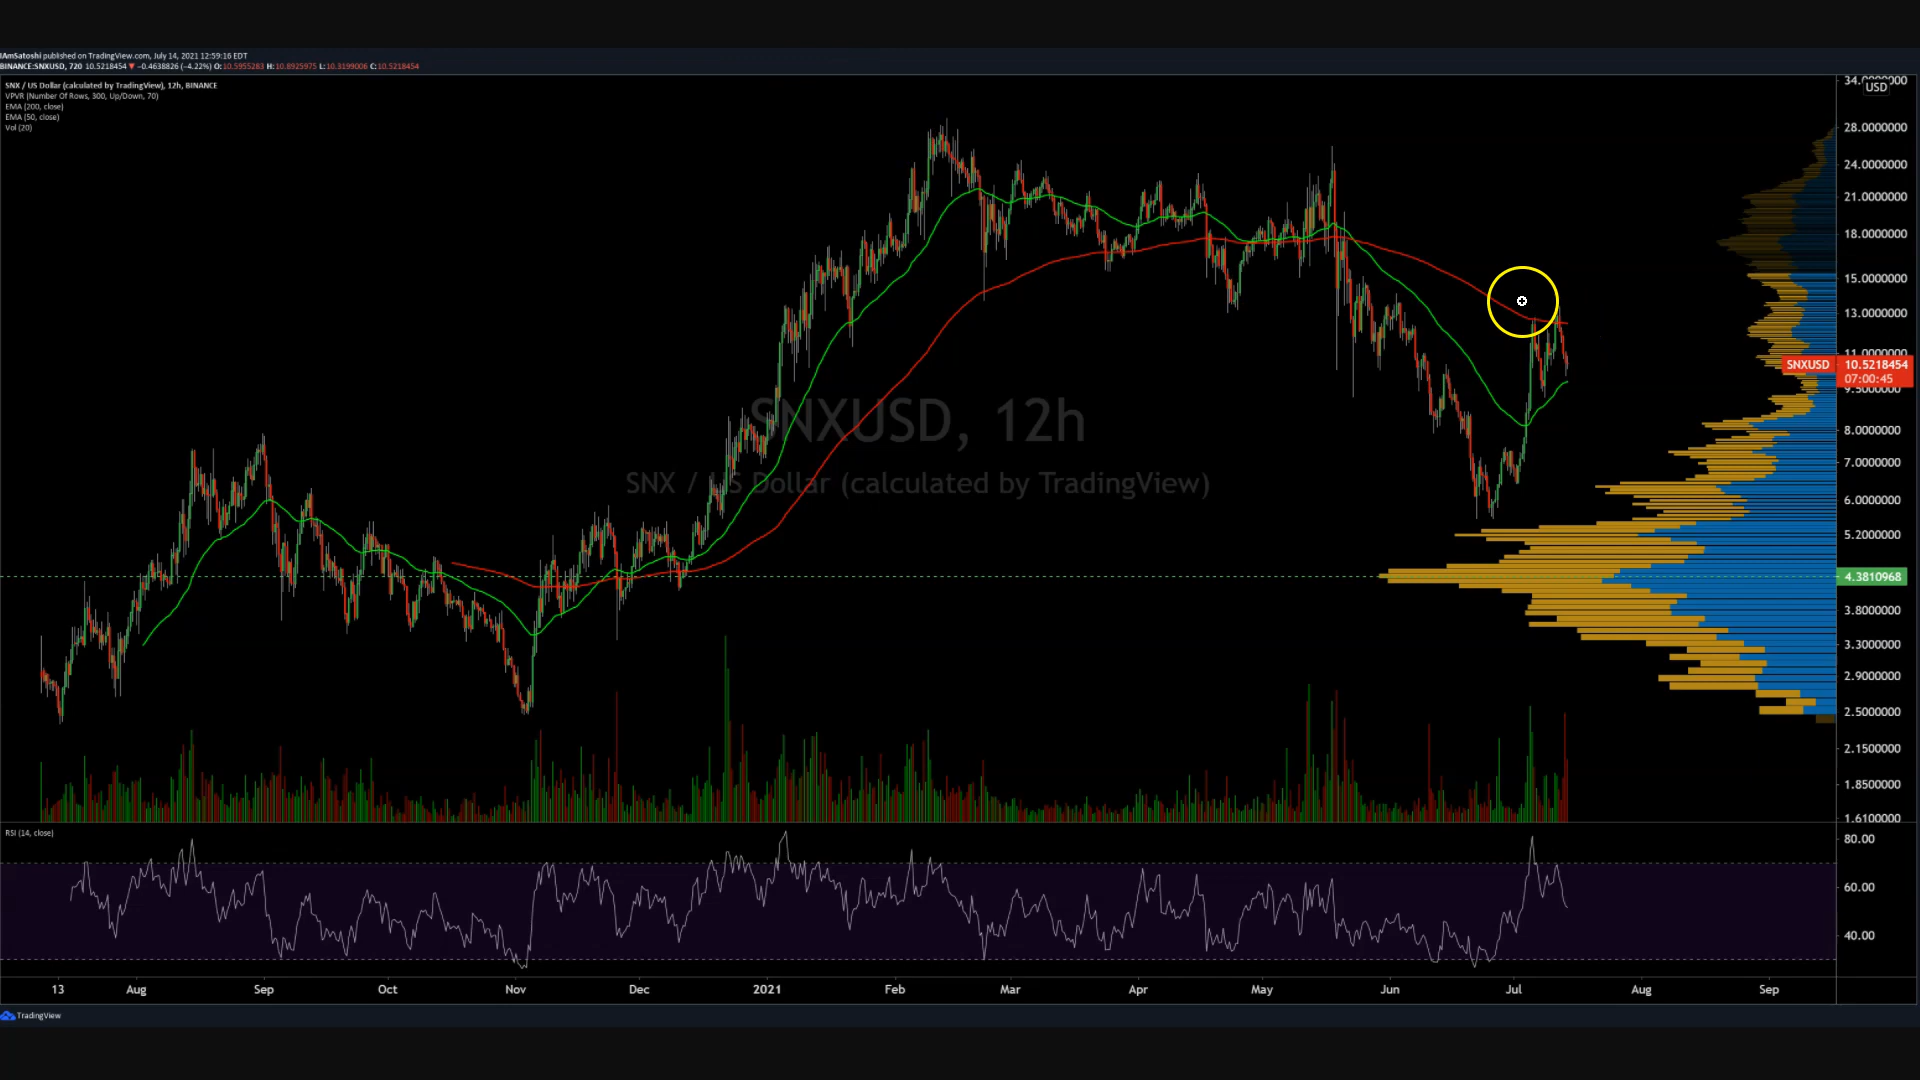 IAmSatoshi published on TradingView.com, July 14, 2021 12:59:16 EDT
BINANCE:SNXUSD, 720 10.5218454 ▼ −0.4638826 (−4.22%) O:10.5955283 H:10.8925975 L:10.3199006 C:10.5218454
SNX / US Dollar (calculated by TradingView), 12h, BINANCE
VPVR (Number Of Rows, 300, Up/Down, 70)
EMA (200, close)
EMA (50, close)
Vol (20)
SNXUSD, 12h
SNX / US Dollar (calculated by TradingView)
USD
28.0000000
24.0000000
21.0000000
18.0000000
15.0000000
13.0000000
11.0000000
SNXUSD 10.5218454
07:00:45
9.5000000
8.0000000
7.0000000
6.0000000
5.2000000
4.3810968
3.8000000
3.3000000
2.9000000
2.5000000
2.1500000
1.8500000
1.6100000
RSI (14, close)
80.00
60.00
40.00
13 Aug Sep Oct Nov Dec 2021 Feb Mar Apr May Jun Jul Aug Sep
TradingView